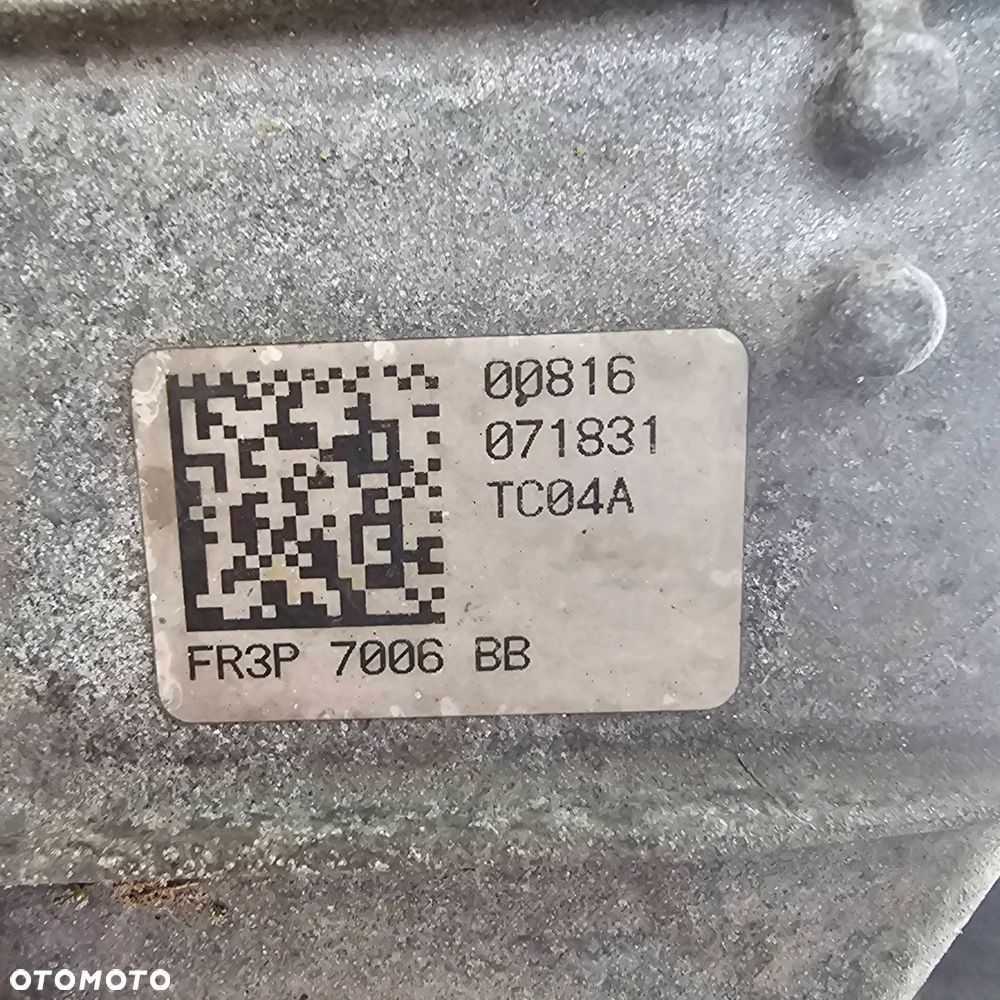 00816
071831
TC04A
FR3P 7006 BB
OTOMOTO